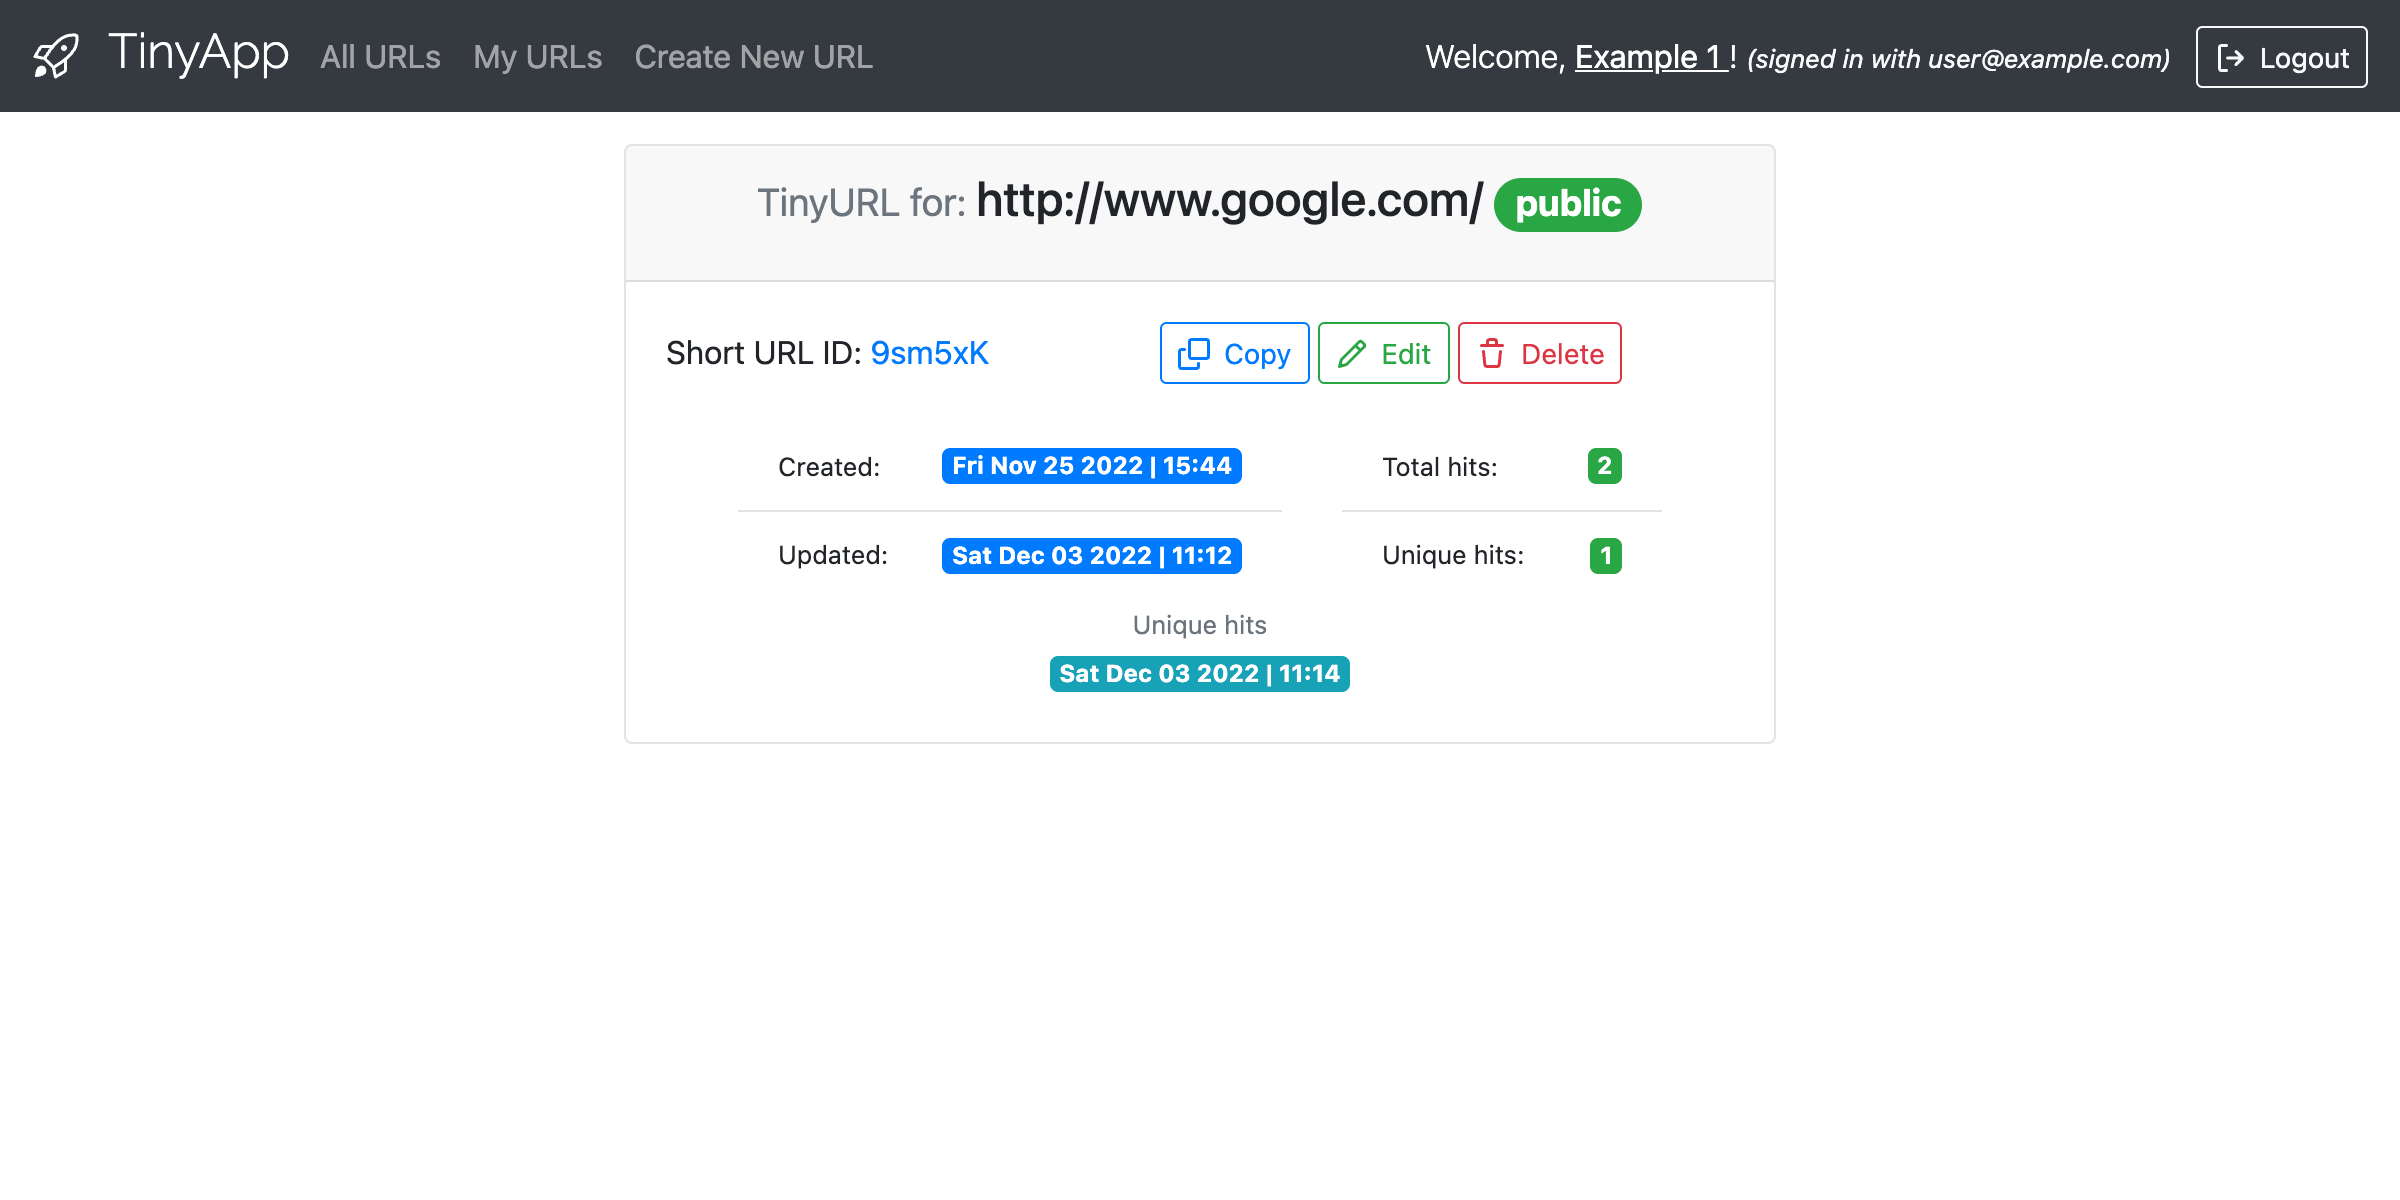 TinyApp All URLs My URLs Create New URL Welcome, Example 1 ! (signed in with user@example.com) Logout
TinyURL for: http://www.google.com/ public
Short URL ID: 9sm5xK Copy Edit Delete
Created: Fri Nov 25 2022 | 15:44 Total hits: 2
Updated: Sat Dec 03 2022 | 11:12 Unique hits: 1
Unique hits
Sat Dec 03 2022 | 11:14